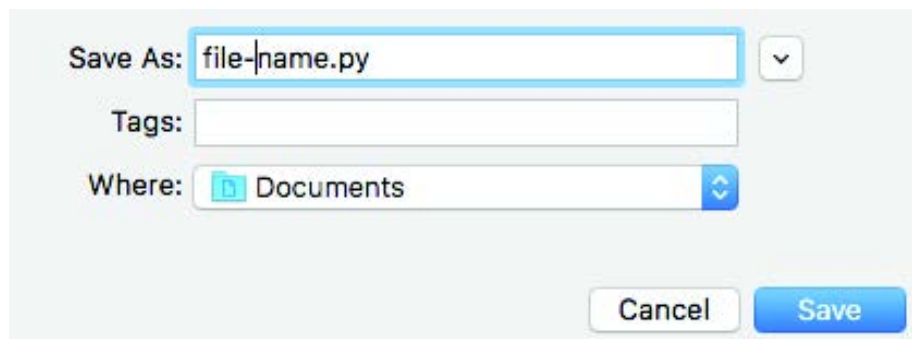 Save As: file-name.py
Tags:
Where: Documents
Cancel Save